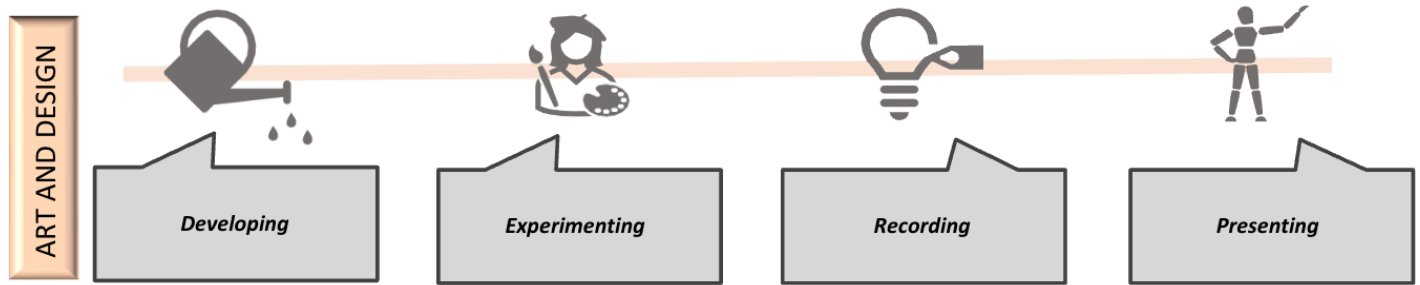 ART AND DESIGN
Developing
Experimenting
Recording
Presenting